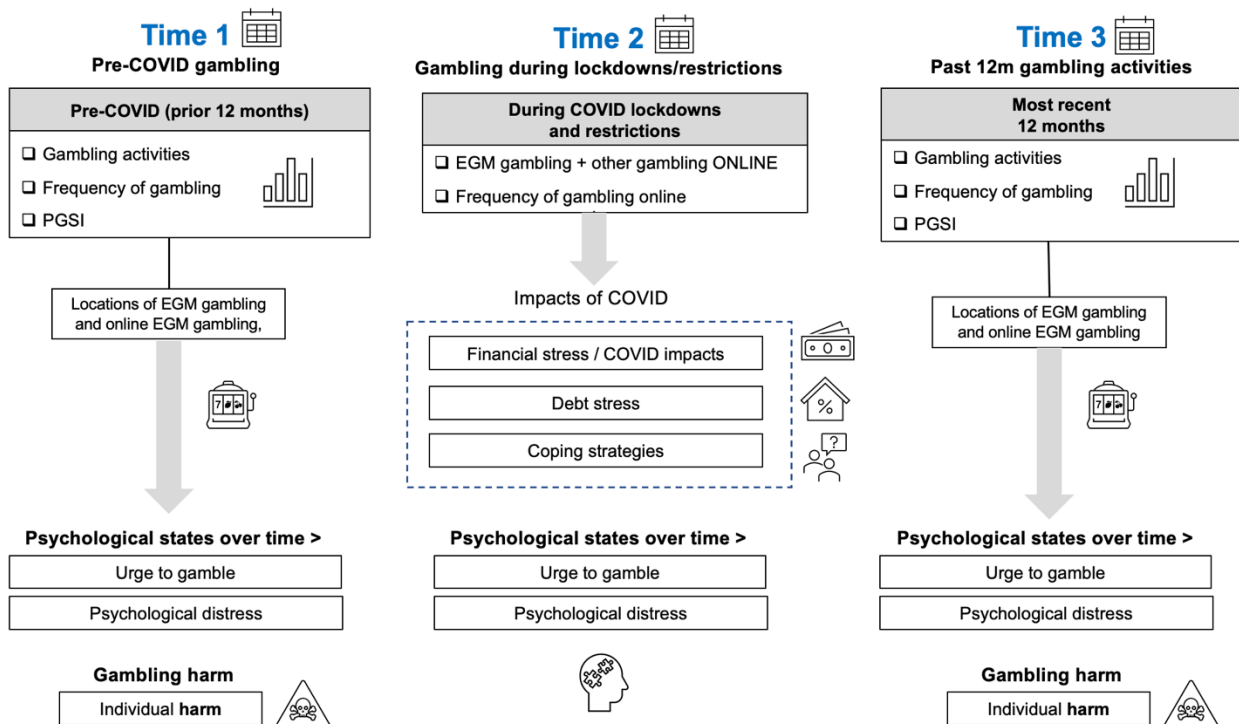 Time 1
Pre-COVID gambling
Pre-COVID (prior 12 months)
❑ Gambling activities
❑ Frequency of gambling
❑ PGSI
Locations of EGM gambling
and online EGM gambling,
Psychological states over time >
Urge to gamble
Psychological distress
Gambling harm
Individual harm
Time 2
Gambling during lockdowns/restrictions
During COVID lockdowns
and restrictions
❑ EGM gambling + other gambling ONLINE
❑ Frequency of gambling online
Impacts of COVID
Financial stress / COVID impacts
Debt stress
Coping strategies
%
?
Psychological states over time >
Urge to gamble
Psychological distress
Time 3
Past 12m gambling activities
Most recent
12 months
❑ Gambling activities
❑ Frequency of gambling
❑ PGSI
Locations of EGM gambling
and online EGM gambling
7
7
Psychological states over time >
Urge to gamble
Psychological distress
Gambling harm
Individual harm